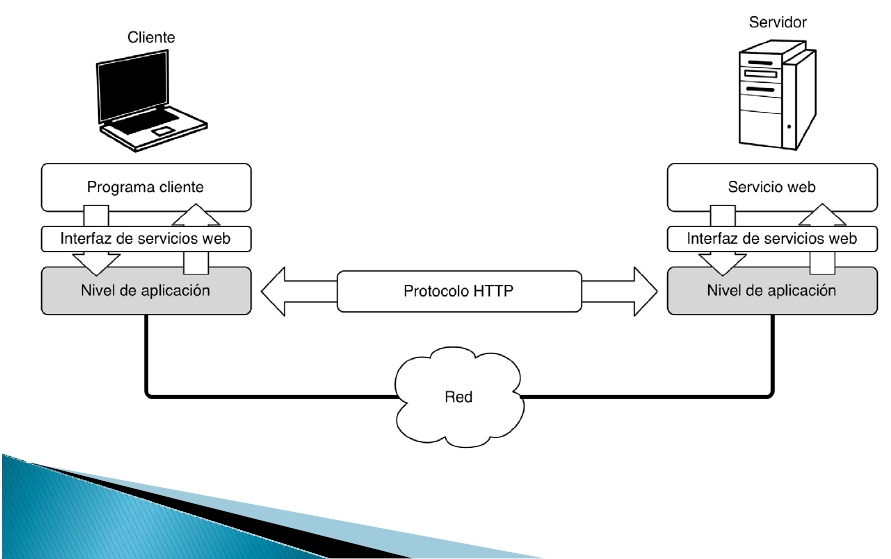 Cliente
Servidor
Programa cliente
Servicio web
Interfaz de servicios web
Interfaz de servicios web
Nivel de aplicación
Protocolo HTTP
Nivel de aplicación
Red